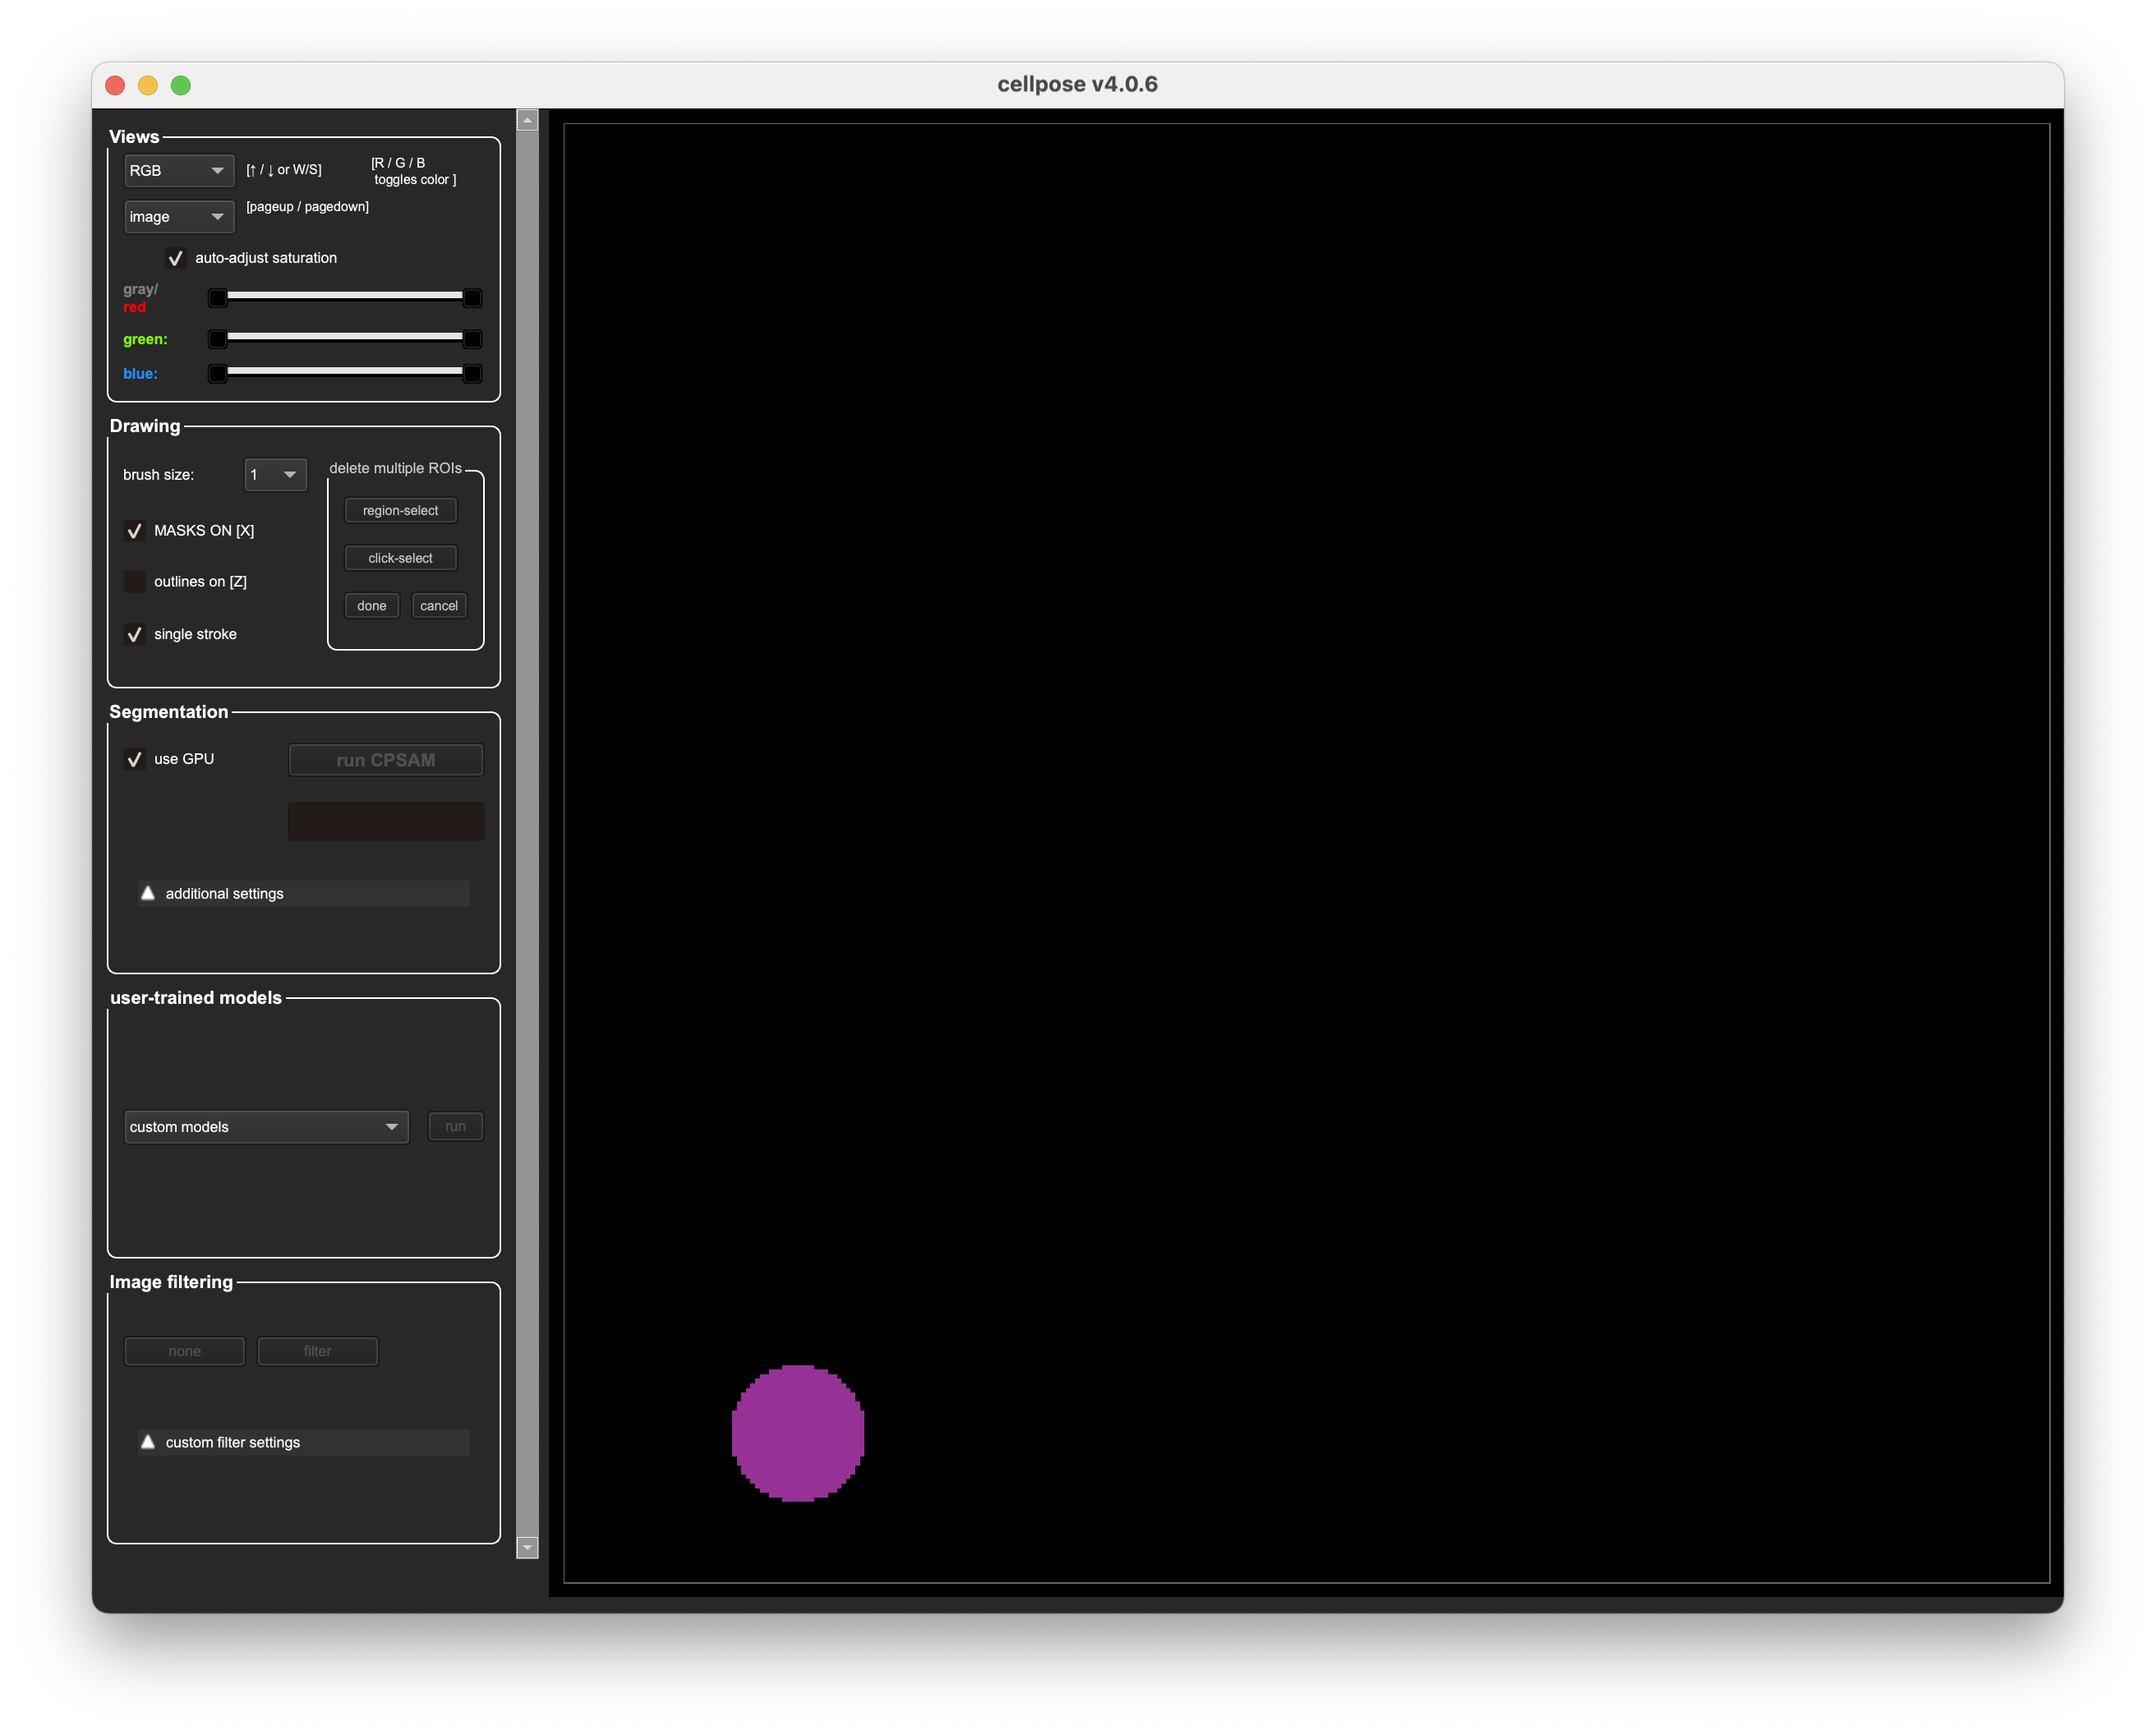 cellpose v4.0.6
Views
RGB
[↑ / ↓ or W/S]
[R / G / B
toggles color ]
image
[pageup / pagedown]
auto-adjust saturation
gray/
red
green:
blue:
Drawing
brush size:
1
delete multiple ROIs
region-select
MASKS ON [X]
click-select
outlines on [Z]
done
cancel
single stroke
Segmentation
use GPU
run CPSAM
additional settings
user-trained models
custom models
run
Image filtering
none
filter
custom filter settings